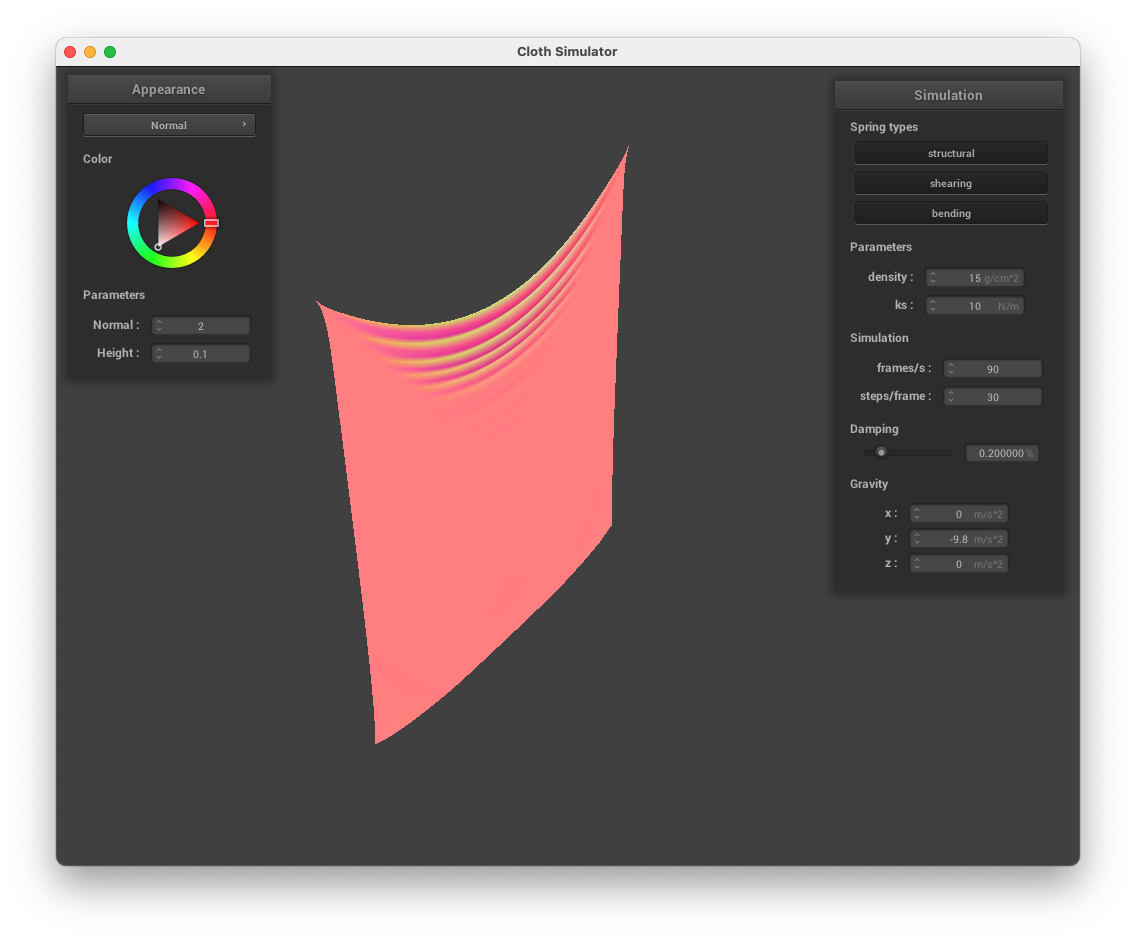 Cloth Simulator
Appearance
Normal ›
Color
Parameters
Normal : 2
Height : 0.1
Simulation
Spring types
structural
shearing
bending
Parameters
density : 15 g/cm^2
ks : 10 N/m
Simulation
frames/s : 90
steps/frame : 30
Damping
0.200000 %
Gravity
x : 0 m/s^2
y : -9.8 m/s^2
z : 0 m/s^2